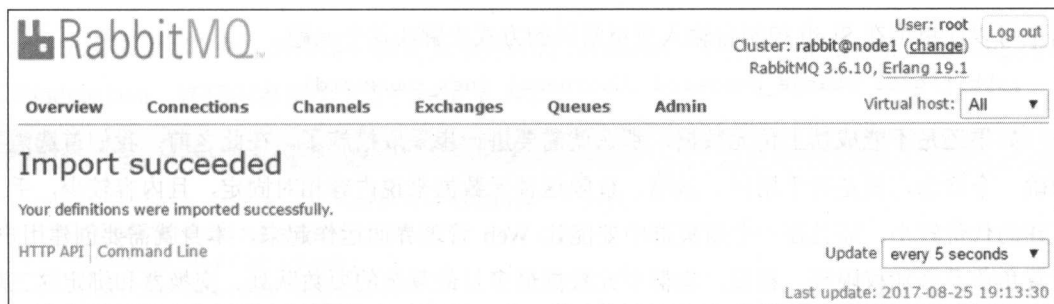 RabbitMQ™
User: root
Log out
Cluster: rabbit@node1 (change)
RabbitMQ 3.6.10, Erlang 19.1
Overview Connections Channels Exchanges Queues Admin Virtual host: All
Import succeeded
Your definitions were imported successfully.
HTTP API Command Line
Update every 5 seconds
Last update: 2017-08-25 19:13:30